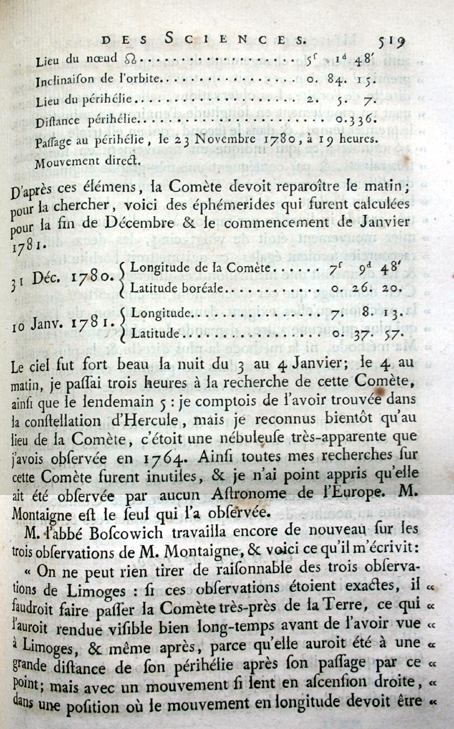 DES SCIENCES. 519
Lieu du nœud ☊.................. 5ſ 1d 48′
Inclinaiſon de l'orbite................ 0. 84. 15.
Lieu du périhélie.................. 2. 5. 7.
Diſtance périhélie.................. 0.336.
Paſſage au périhélie, le 23 Novembre 1780, à 19 heures.
Mouvement direct.
D'après ces élémens, la Comète devoit reparoître le matin;
pour la chercher, voici des éphémerides qui furent calculées
pour la fin de Décembre & le commencement de Janvier
1781.
31 Déc. 1780. { Longitude de la Comète...... 7ſ 9d 48′
Latitude boréale............ 0. 26. 20.
10 Janv. 1781. { Longitude................ 7. 8. 13.
Latitude................. 0. 37. 57.
Le ciel fut fort beau la nuit du 3 au 4 Janvier; le 4 au
matin, je paſſai trois heures à la recherche de cette Comète,
ainſi que le lendemain 5 : je comptois de l'avoir trouvée dans
la conſtellation d'Hercule, mais je reconnus bientôt qu'au
lieu de la Comète, c'étoit une nébuleuſe très-apparente que
j'avois obſervée en 1764. Ainſi toutes mes recherches ſur
cette Comète furent inutiles, & je n'ai point appris qu'elle
ait été obſervée par aucun Aſtronome de l'Europe. M.
Montaigne eſt le ſeul qui l'a obſervée.
M. l'abbé Boſcowich travailla encore de nouveau ſur les
trois obſervations de M. Montaigne, & voici ce qu'il m'écrivit:
« On ne peut rien tirer de raiſonnable des trois obſerva-
tions de Limoges : ſi ces obſervations étoient exactes, il «
faudroit faire paſſer la Comète très-près de la Terre, ce qui «
l'auroit rendue viſible bien long-temps avant de l'avoir vue «
à Limoges, & même après, parce qu'elle auroit été à une «
grande diſtance de ſon périhélie après ſon paſſage par ce «
point; mais avec un mouvement ſi lent en aſcenſion droite, «
dans une poſition où le mouvement en longitude devoit être «